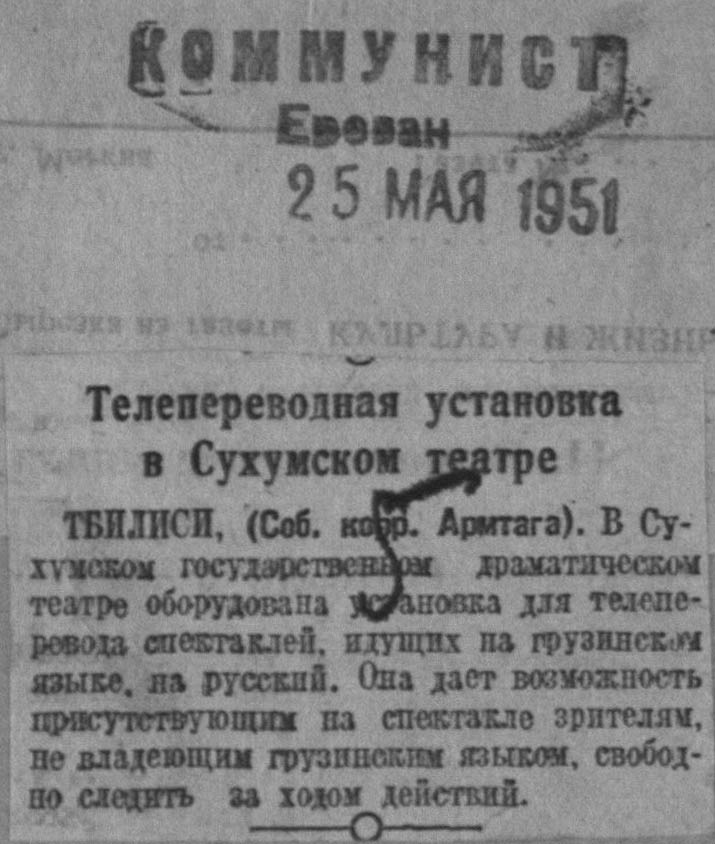 КОММУНИСТ
Ереван
25 МАЯ 1951
Телепереводная установка
в Сухумском театре
ТБИЛИСИ, (Соб. корр. Армтага). В Су-
хумском государственном драматическом
театре оборудована установка для телепе-
ревода спектаклей, идущих на грузинском
языке, на русский. Она дает возможность
присутствующим на спектакле зрителям,
не владеющим грузинским языком, свобод-
но следить за ходом действий.